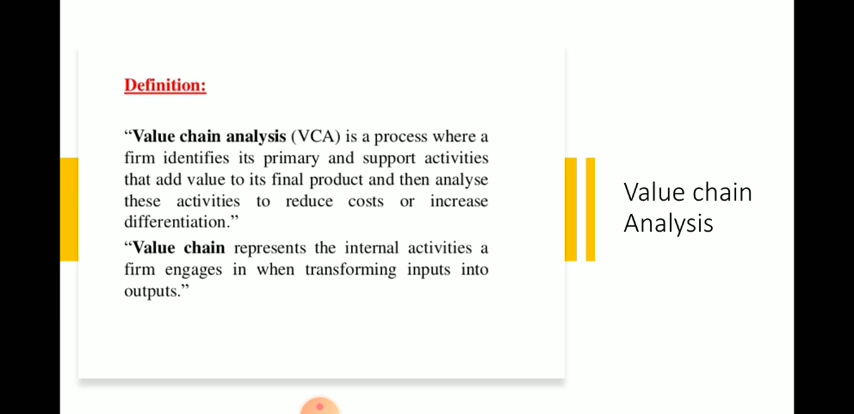 Definition:
“Value chain analysis (VCA) is a process where a
firm identifies its primary and support activities
that add value to its final product and then analyse
these activities to reduce costs or increase
differentiation.”
“Value chain represents the internal activities a
firm engages in when transforming inputs into
outputs.”
Value chain
Analysis